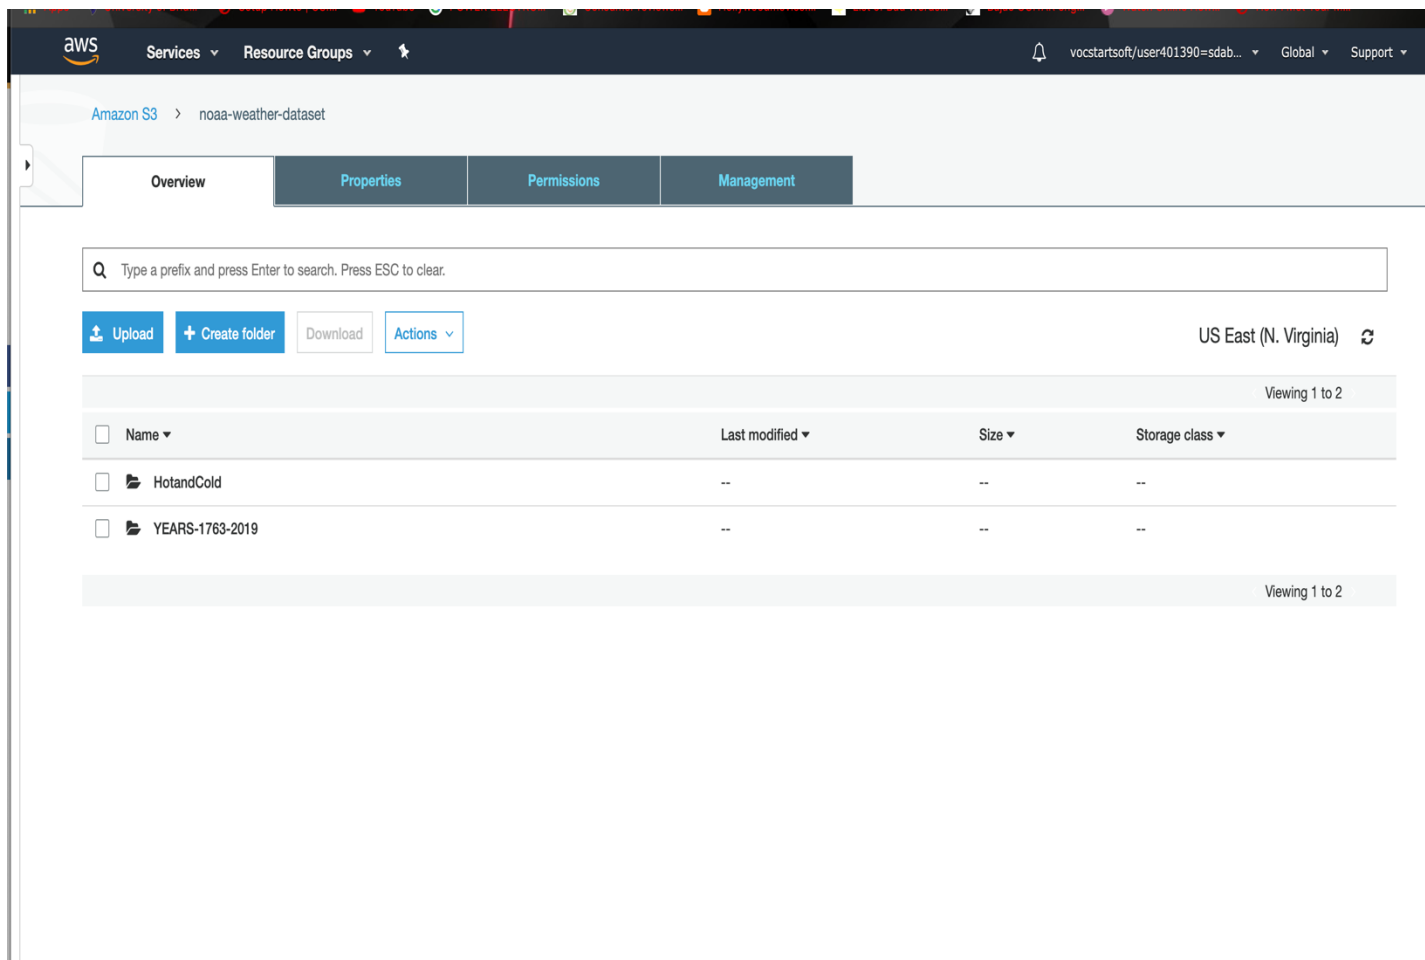 aws Services Resource Groups vocstartsoft/user401390=sdab... Global Support
Amazon S3 > noaa-weather-dataset
Overview Properties Permissions Management
Type a prefix and press Enter to search. Press ESC to clear.
Upload + Create folder Download Actions US East (N. Virginia)
Viewing 1 to 2
Name Last modified Size Storage class
HotandCold -- -- --
YEARS-1763-2019 -- -- --
Viewing 1 to 2